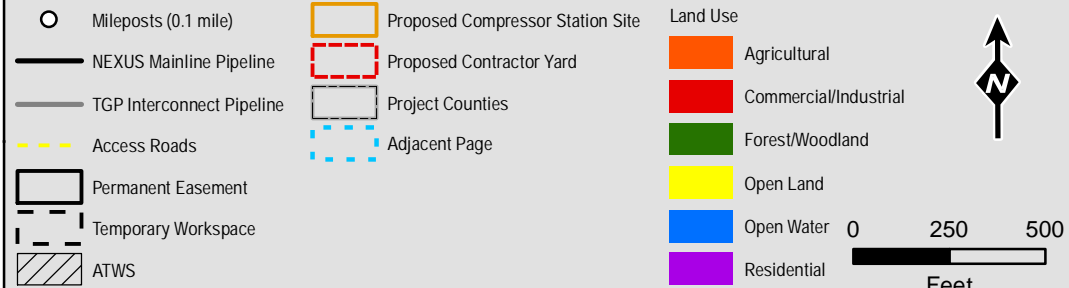 Mileposts (0.1 mile)
NEXUS Mainline Pipeline
TGP Interconnect Pipeline
Access Roads
Permanent Easement
Temporary Workspace
ATWS
Proposed Compressor Station Site
Proposed Contractor Yard
Project Counties
Adjacent Page
Land Use
Agricultural
Commercial/Industrial
Forest/Woodland
Open Land
Open Water
Residential
N
0 250 500
Feet